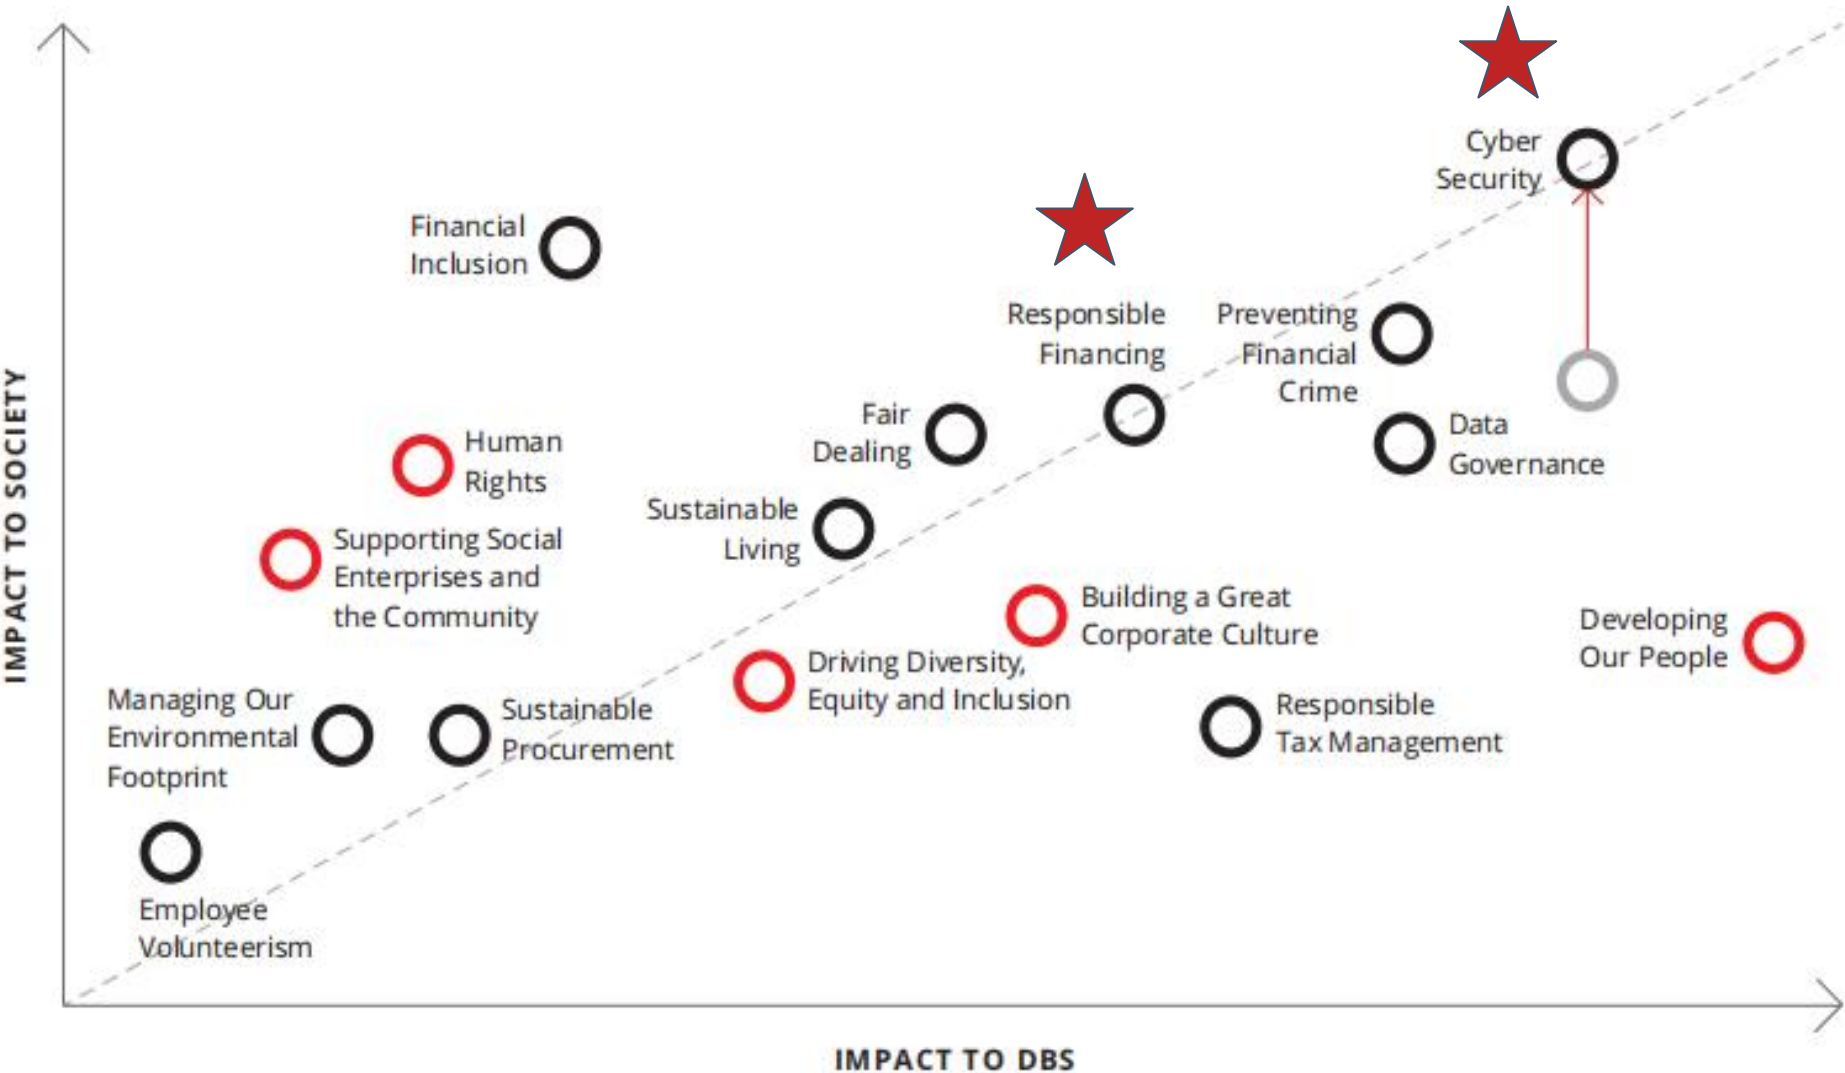 Cyber
Security
Financial
Inclusion
Responsible
Financing
Preventing
Financial
Crime
Fair
Dealing
Data
Governance
Human
Rights
Sustainable
Living
Supporting Social
Enterprises and
the Community
Building a Great
Corporate Culture
Developing
Our People
Driving Diversity,
Equity and Inclusion
Managing Our
Environmental
Footprint
Sustainable
Procurement
Responsible
Tax Management
Employee
Volunteerism
IMPACT TO SOCIETY
IMPACT TO DBS